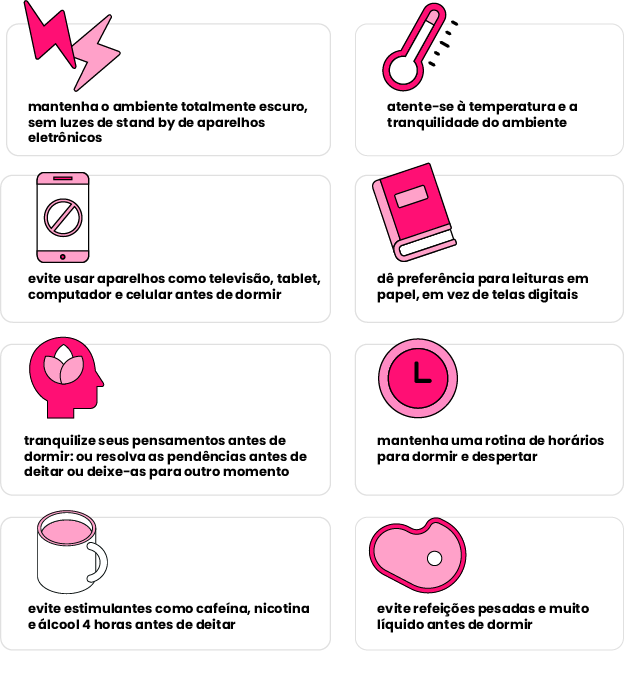 mantenha o ambiente totalmente escuro,
sem luzes de stand by de aparelhos
eletrônicos
atente-se à temperatura e a
tranquilidade do ambiente
evite usar aparelhos como televisão, tablet,
computador e celular antes de dormir
dê preferência para leituras em
papel, em vez de telas digitais
tranquilize seus pensamentos antes de
dormir: ou resolva as pendências antes de
deitar ou deixe-as para outro momento
mantenha uma rotina de horários
para dormir e despertar
evite estimulantes como cafeína, nicotina
e álcool 4 horas antes de deitar
evite refeições pesadas e muito
líquido antes de dormir